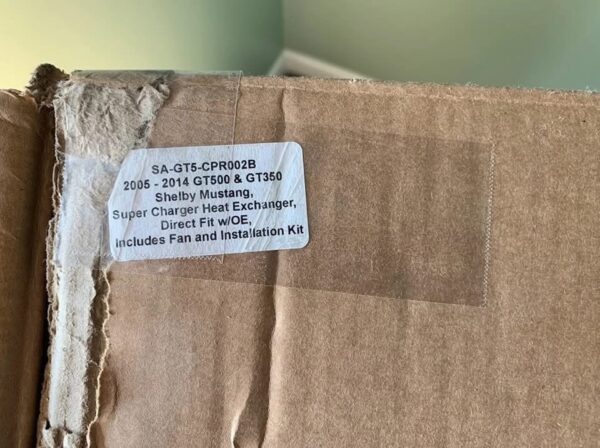 SA-GT5-CPR002B
2005 - 2014 GT500 & GT350
Shelby Mustang,
Super Charger Heat Exchanger,
Direct Fit w/OE,
Includes Fan and Installation Kit